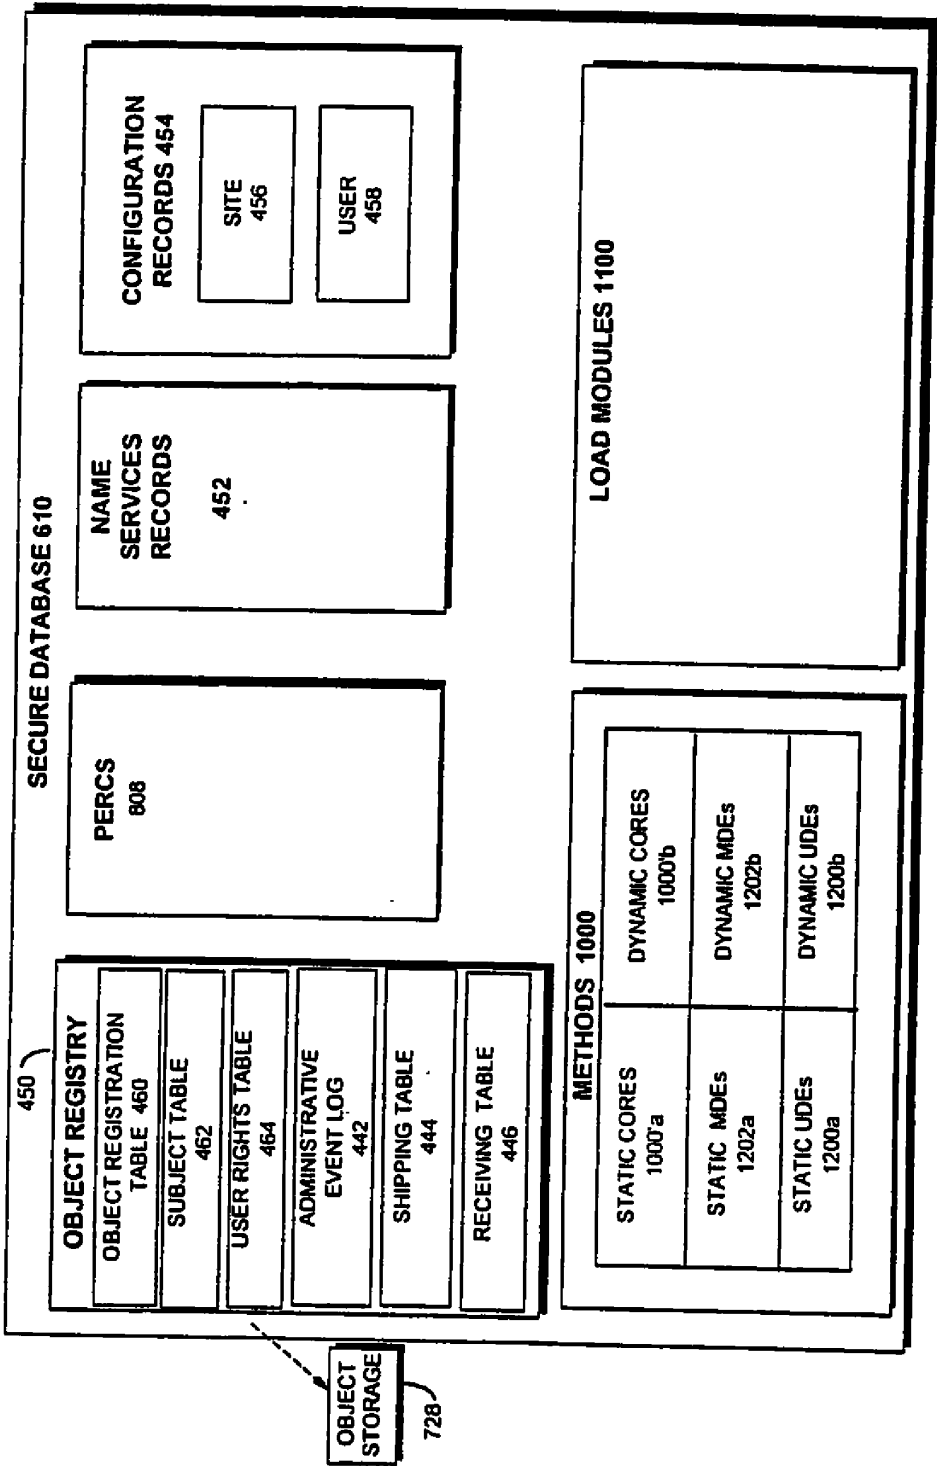 SECURE DATABASE 610
450
OBJECT REGISTRY
OBJECT REGISTRATION
TABLE 460
SUBJECT TABLE
462
USER RIGHTS TABLE
464
ADMINISTRATIVE
EVENT LOG
442
SHIPPING TABLE
444
RECEIVING TABLE
446
PERCS
808
NAME
SERVICES
RECORDS
452
CONFIGURATION
RECORDS 454
SITE
456
USER
458
OBJECT
STORAGE
728
METHODS 1000
STATIC CORES
1000'a
DYNAMIC CORES
1000'b
STATIC MDEs
1202a
DYNAMIC MDEs
1202b
STATIC UDEs
1200a
DYNAMIC UDEs
1200b
LOAD MODULES 1100